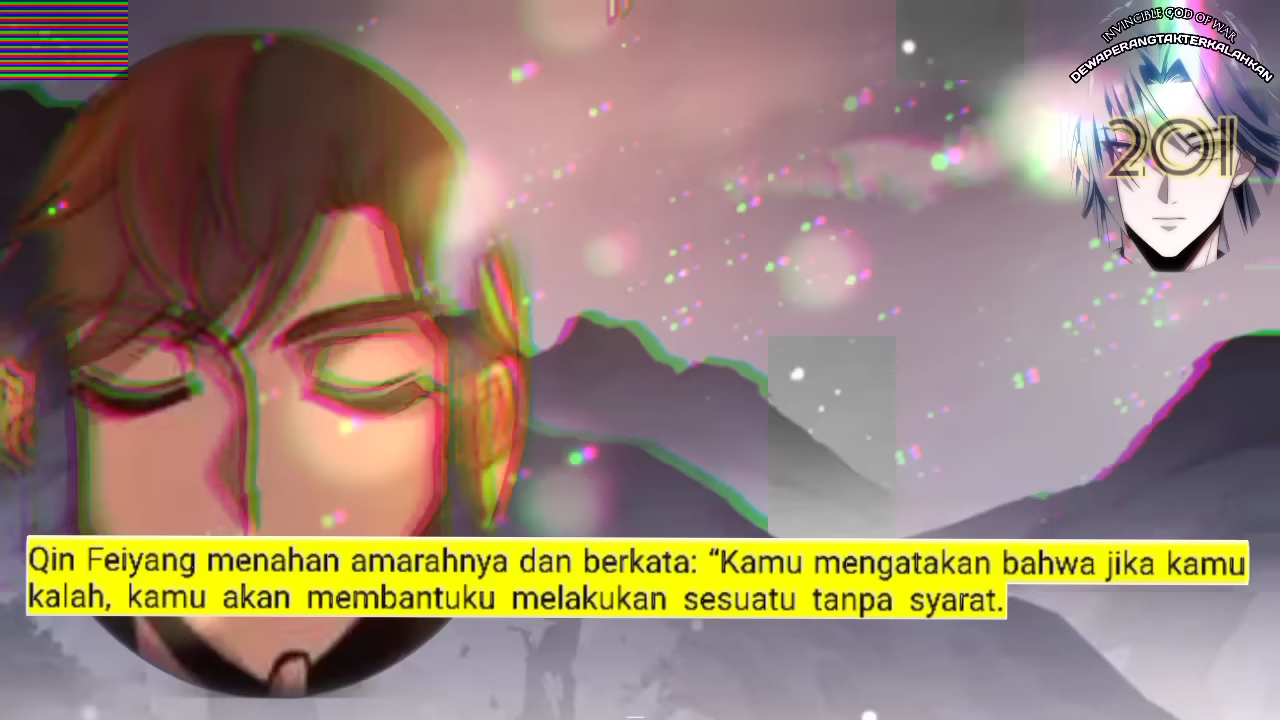 INVINCIBLE GOD OF WAR
DEWAPERANGTAKTERKALAHKAN
201
Qin Feiyang menahan amarahnya dan berkata: “Kamu mengatakan bahwa jika kamu
kalah, kamu akan membantuku melakukan sesuatu tanpa syarat.